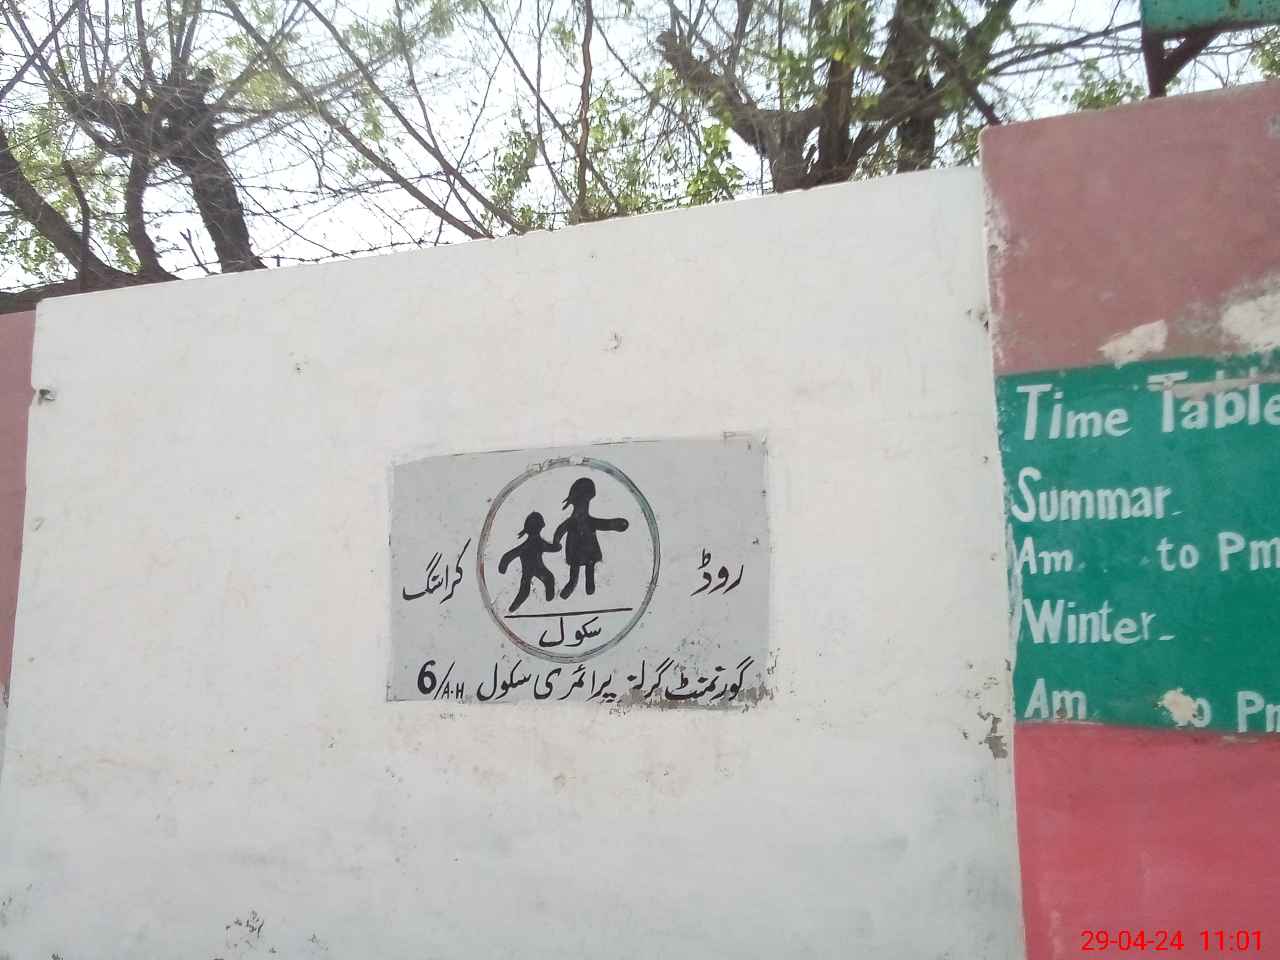 روڈ کراسنگ
سکول
گورنمنٹ گرلز پرائمری سکول 6/A.H
Time Table
Summar-
Am to Pm
Winter-
Am to Pm
29-04-24 11:01